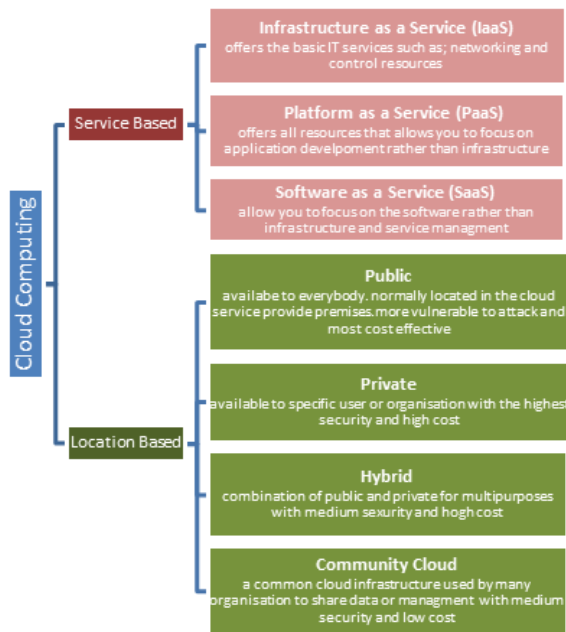 Cloud Computing
Service Based
Infrastructure as a Service (IaaS)
offers the basic IT services such as; networking and
control resources
Platform as a Service (PaaS)
offers all resources that allows you to focus on
application develpoment rather than infrastructure
Software as a Service (SaaS)
allow you to focus on the software rather than
infrastructure and service managment
Location Based
Public
availabe to everybody. normally located in the cloud
service provide premises.more vulnerable to attack and
most cost effective
Private
available to specific user or organisation with the highest
security and high cost
Hybrid
combination of public and private for multipurposes
with medium sexurity and hogh cost
Community Cloud
a common cloud infrastructure used by many
organisation to share data or managment with medium
security and low cost